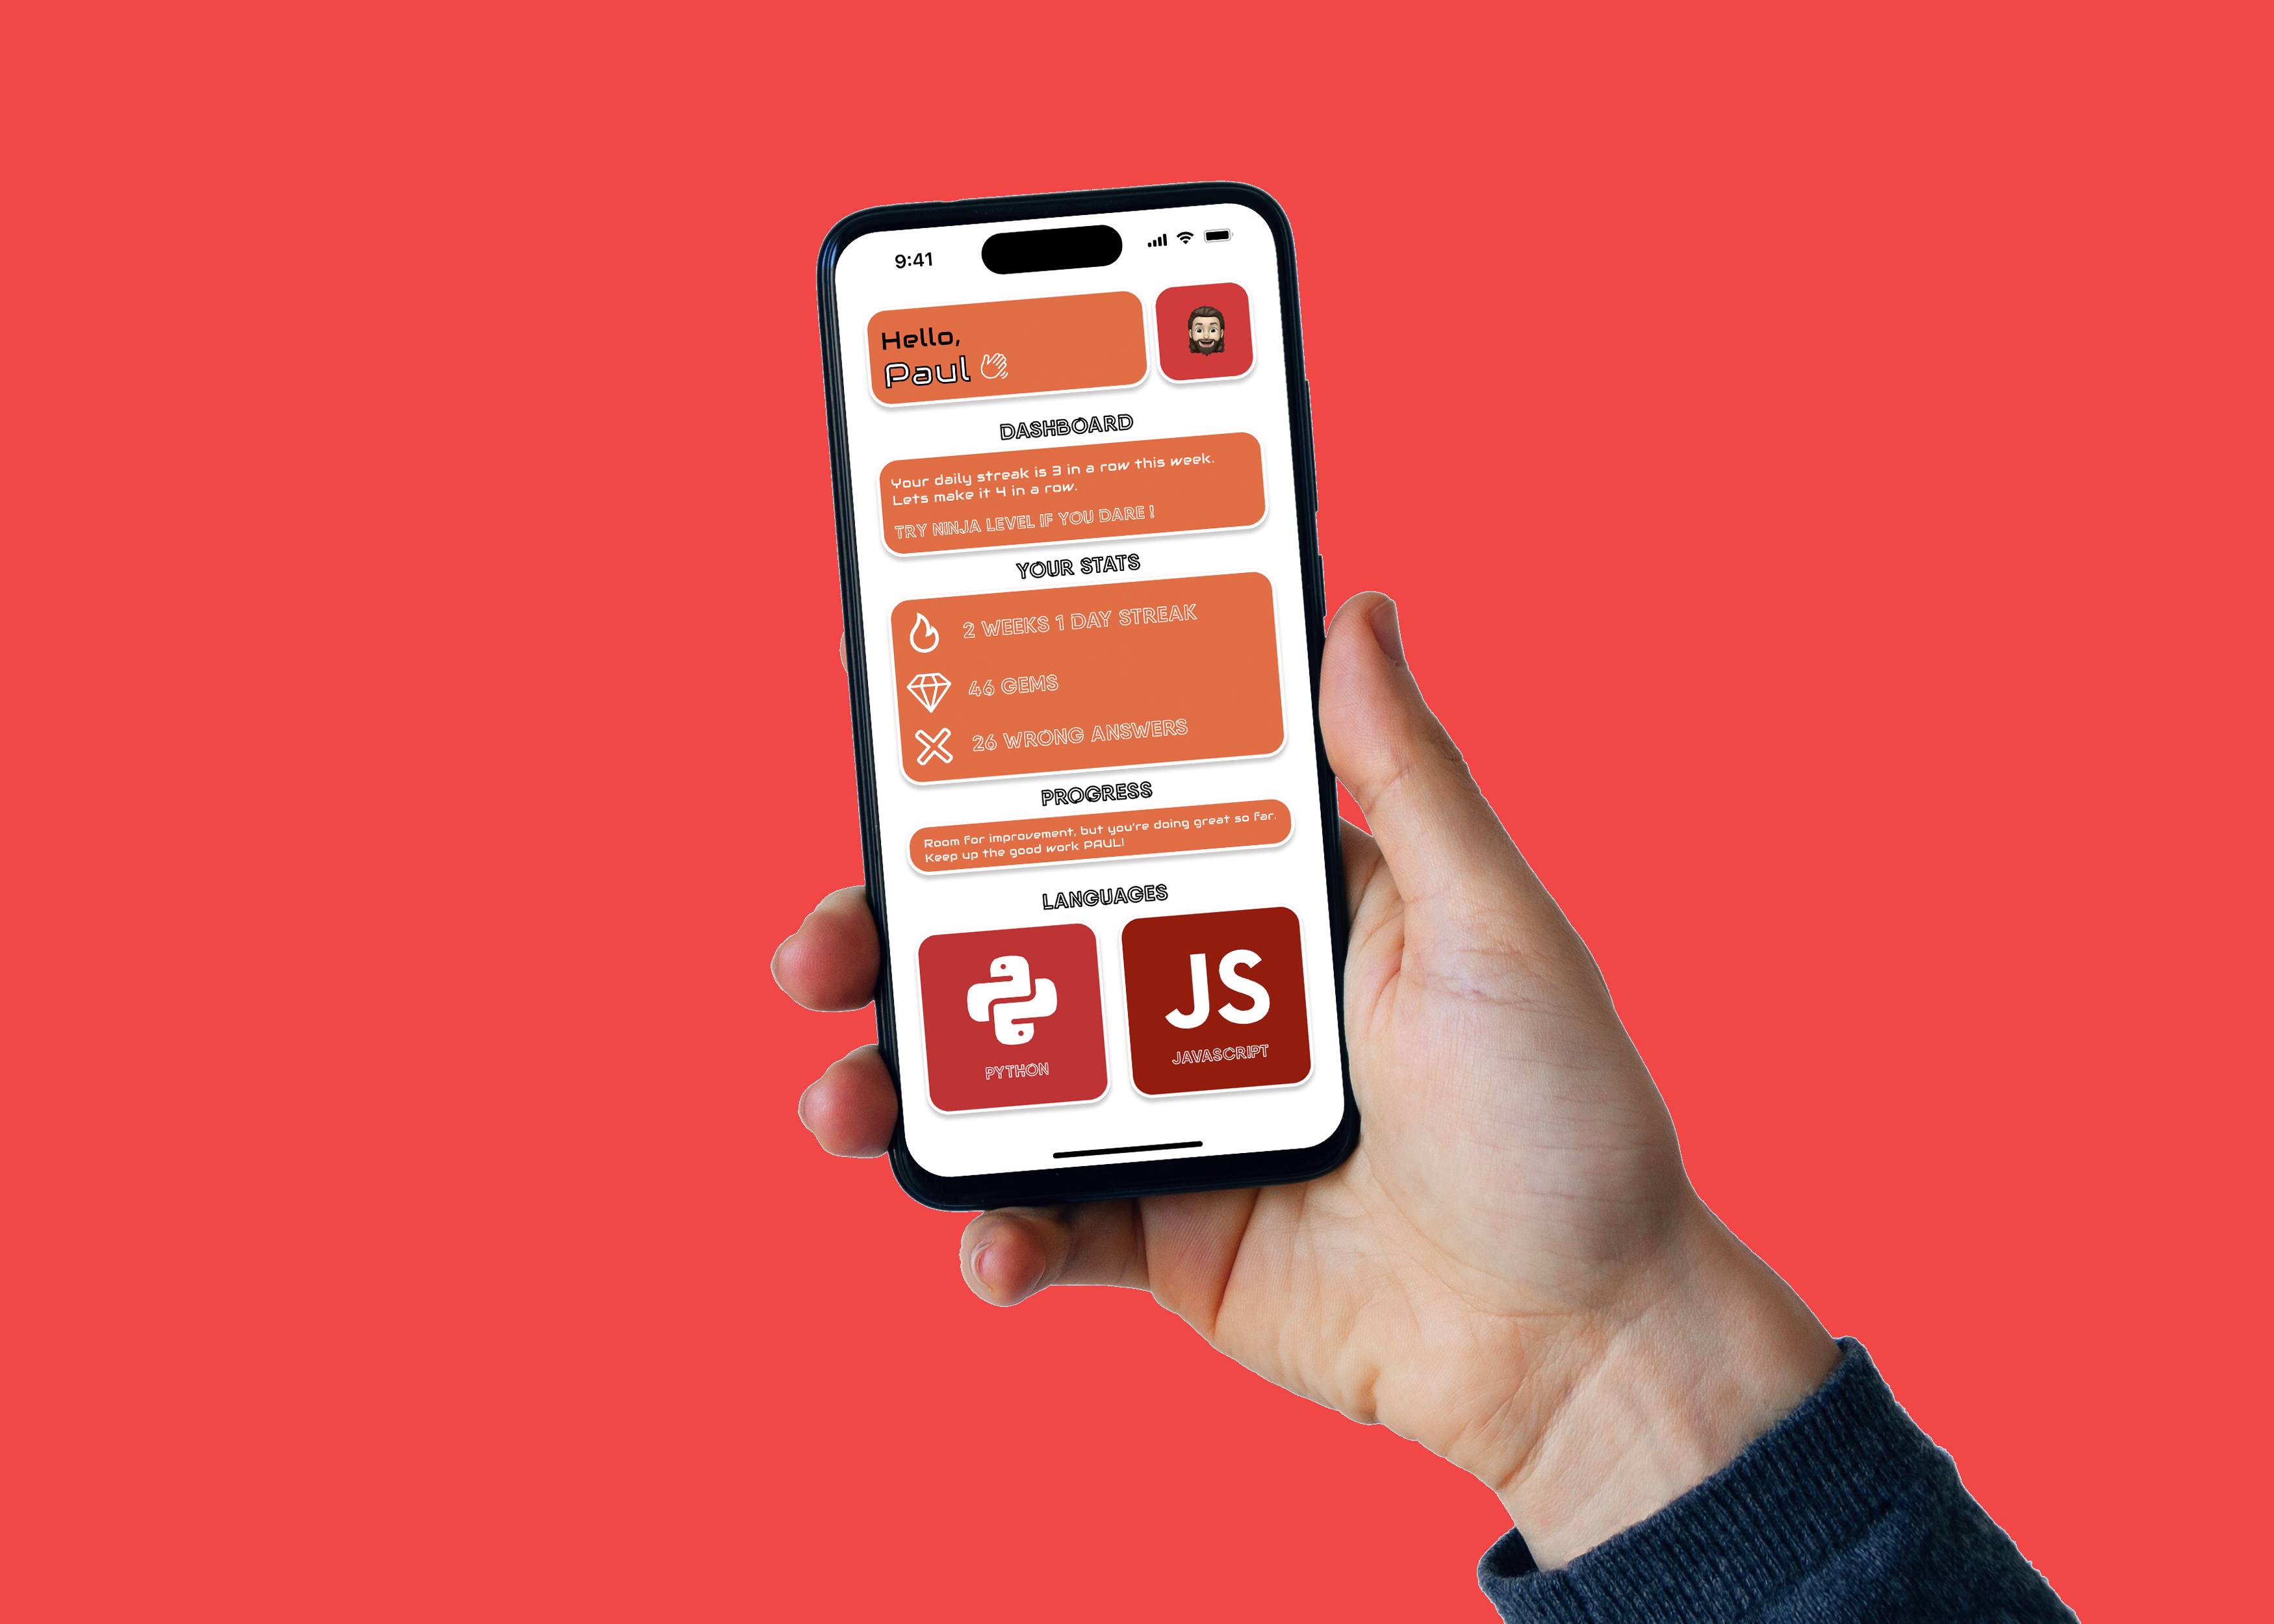 9:41
Hello,
Paul
DASHBOARD
Your daily streak is 3 in a row this week.
Lets make it 4 in a row.
TRY NINJA LEVEL IF YOU DARE !
YOUR STATS
2 WEEKS 1 DAY STREAK
46 GEMS
26 WRONG ANSWERS
PROGRESS
Room for improvement, but you're doing great so far.
Keep up the good work PAUL!
LANGUAGES
JS
PYTHON
JAVASCRIPT